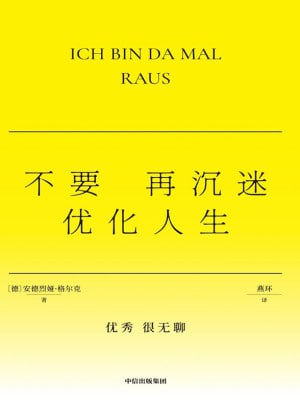 ICH BIN DA MAL
RAUS
不要 再沉迷
优化人生
[德]安德烈娅·格尔克 燕环
著 译
优秀 很无聊
中信出版集团